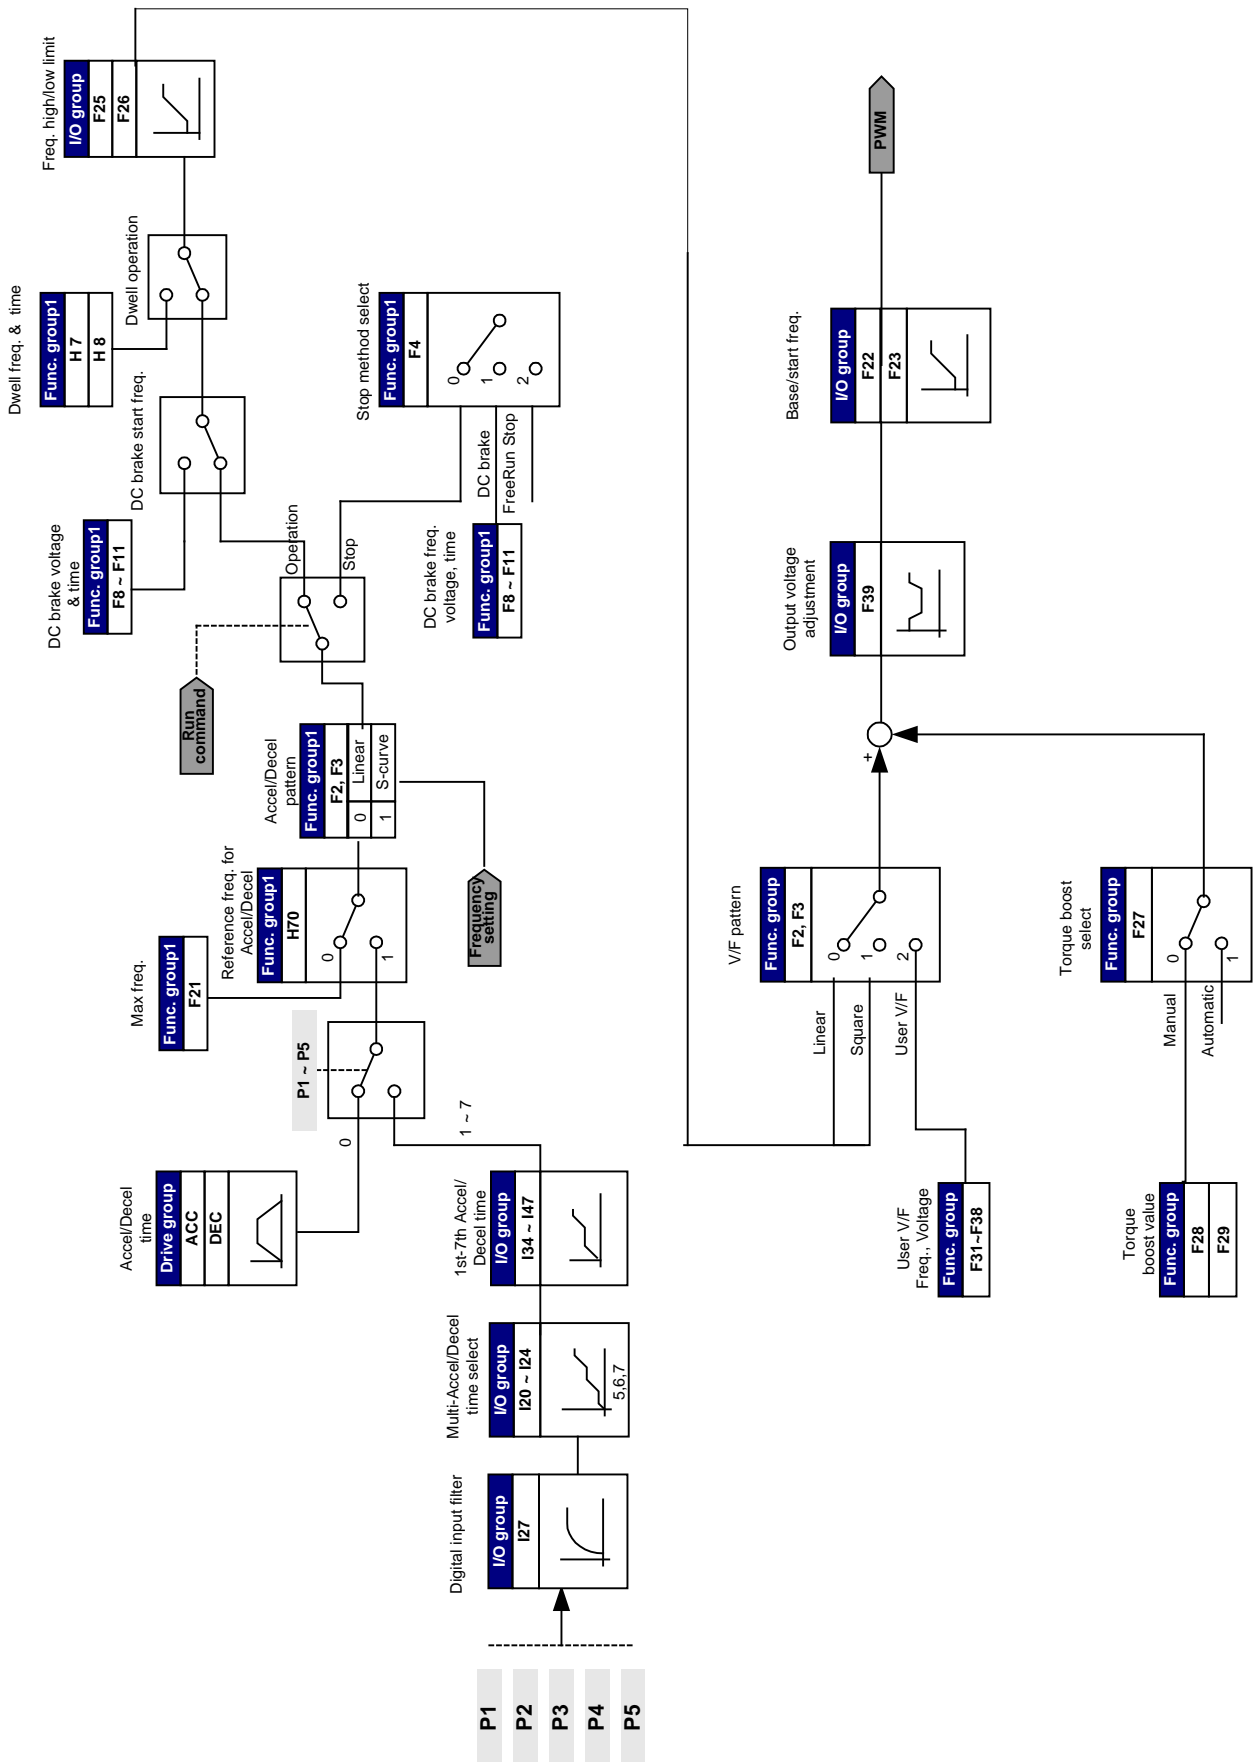 P1
P2
P3
P4
P5
Digital input filter
I/O group
I27
Multi-Accel/Decel
time select
I/O group
I20 ~ I24
5,6,7
1st-7th Accel/
Decel time
I/O group
I34 ~ I47
Accel/Decel
time
Drive group
ACC
DEC
0
1 ~ 7
P1 ~ P5
Max freq.
Func. group1
F21
Reference freq. for
Accel/Decel
Func. group1
H70
0
1
Frequency
setting
Accel/Decel
pattern
Func. group1
F2, F3
0
Linear
1
S-curve
Run
command
Operation
Stop
DC brake voltage
& time
Func. group1
F8 ~ F11
DC brake freq.
voltage, time
Func. group1
F8 ~ F11
DC brake
FreeRun Stop
Stop method select
Func. group1
F4
0
1
2
DC brake start freq.
Dwell freq. & time
Func. group1
H 7
H 8
Dwell operation
Freq. high/low limit
I/O group
F25
F26
User V/F
Freq., Voltage
Func. group
F31~F38
Linear
Square
User V/F
V/F pattern
Func. group
F2, F3
0
1
2
+
Torque
boost value
Func. group
F28
F29
Manual
Automatic
Torque boost
select
Func. group
F27
0
1
Output voltage
adjustment
I/O group
F39
Base/start freq.
I/O group
F22
F23
PWM